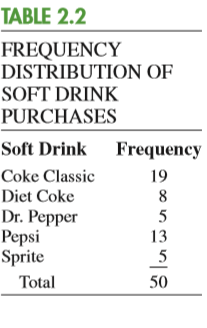 TABLE 2.2
FREQUENCY
DISTRIBUTION OF
SOFT DRINK
PURCHASES
Soft Drink Frequency
Coke Classic 19
Diet Coke 8
Dr. Pepper 5
Pepsi 13
Sprite 5
Total 50